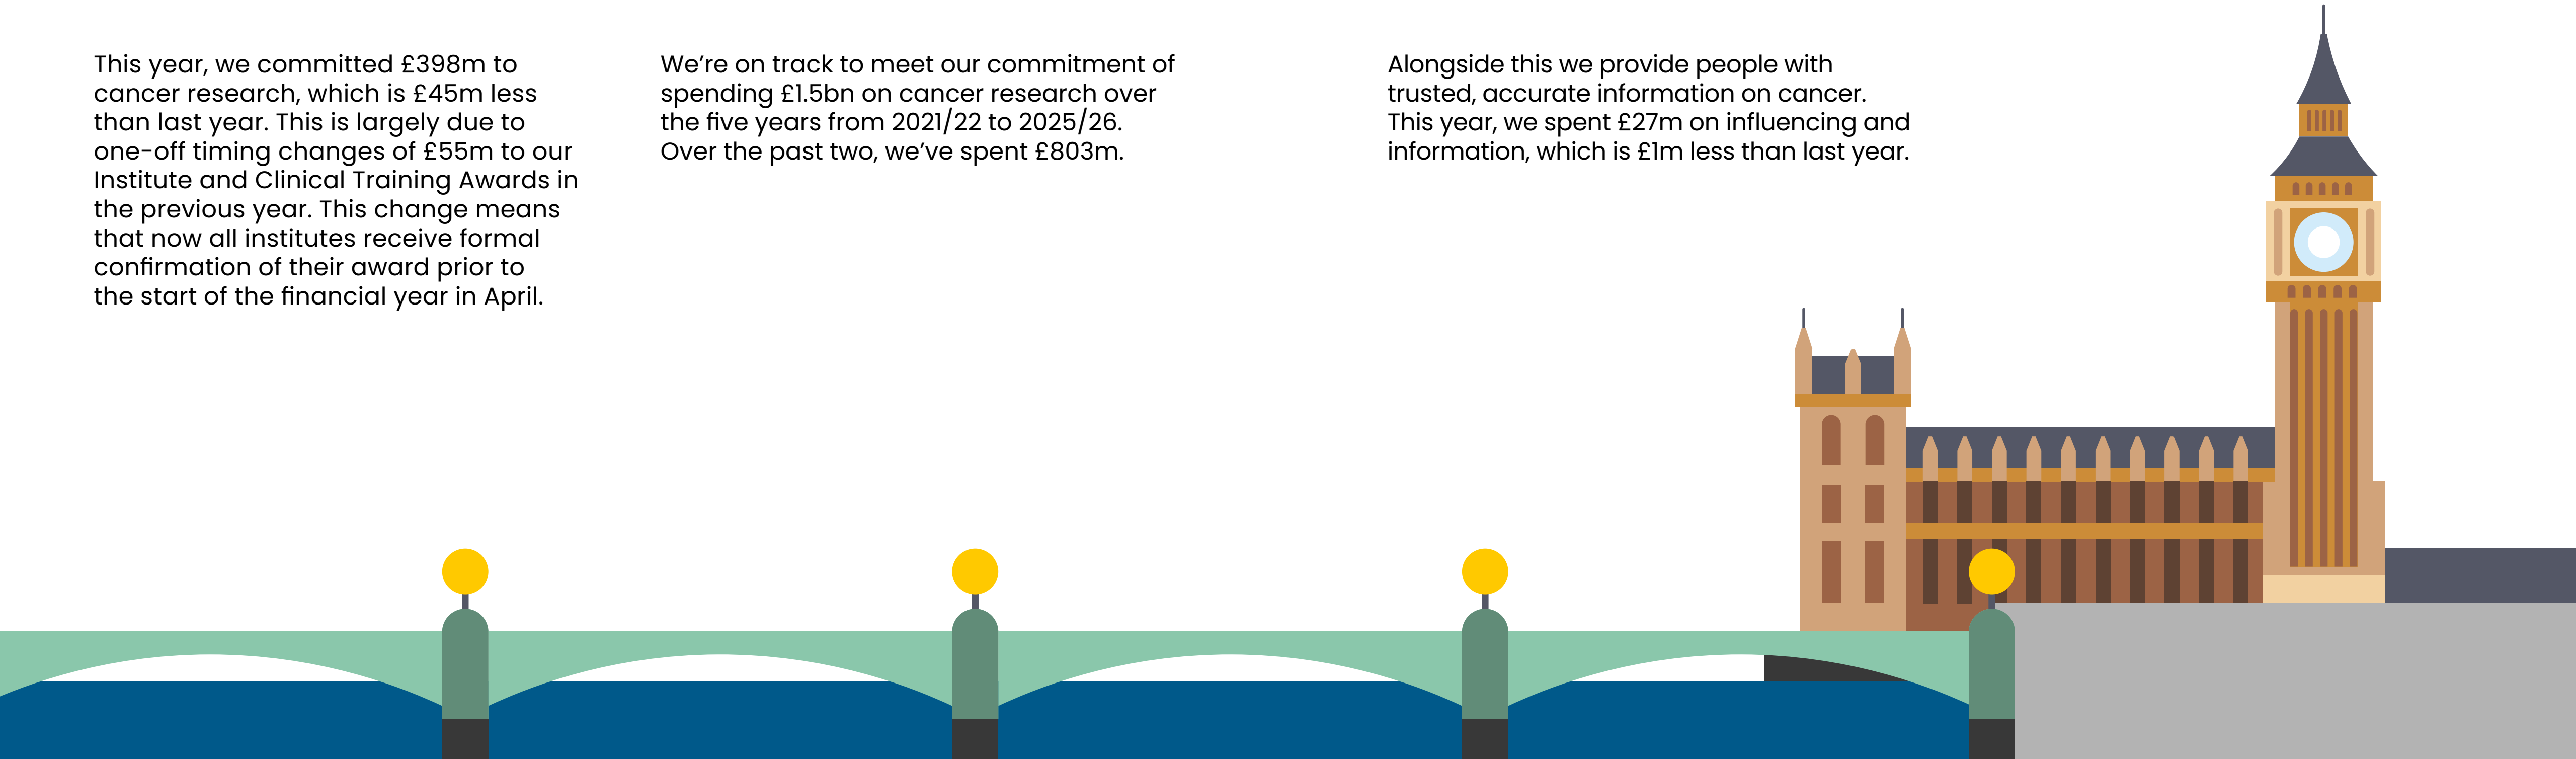 This year, we committed £398m to
cancer research, which is £45m less
than last year. This is largely due to
one-off timing changes of £55m to our
Institute and Clinical Training Awards in
the previous year. This change means
that now all institutes receive formal
confirmation of their award prior to
the start of the financial year in April.
We’re on track to meet our commitment of
spending £1.5bn on cancer research over
the five years from 2021/22 to 2025/26.
Over the past two, we’ve spent £803m.
Alongside this we provide people with
trusted, accurate information on cancer.
This year, we spent £27m on influencing and
information, which is £1m less than last year.